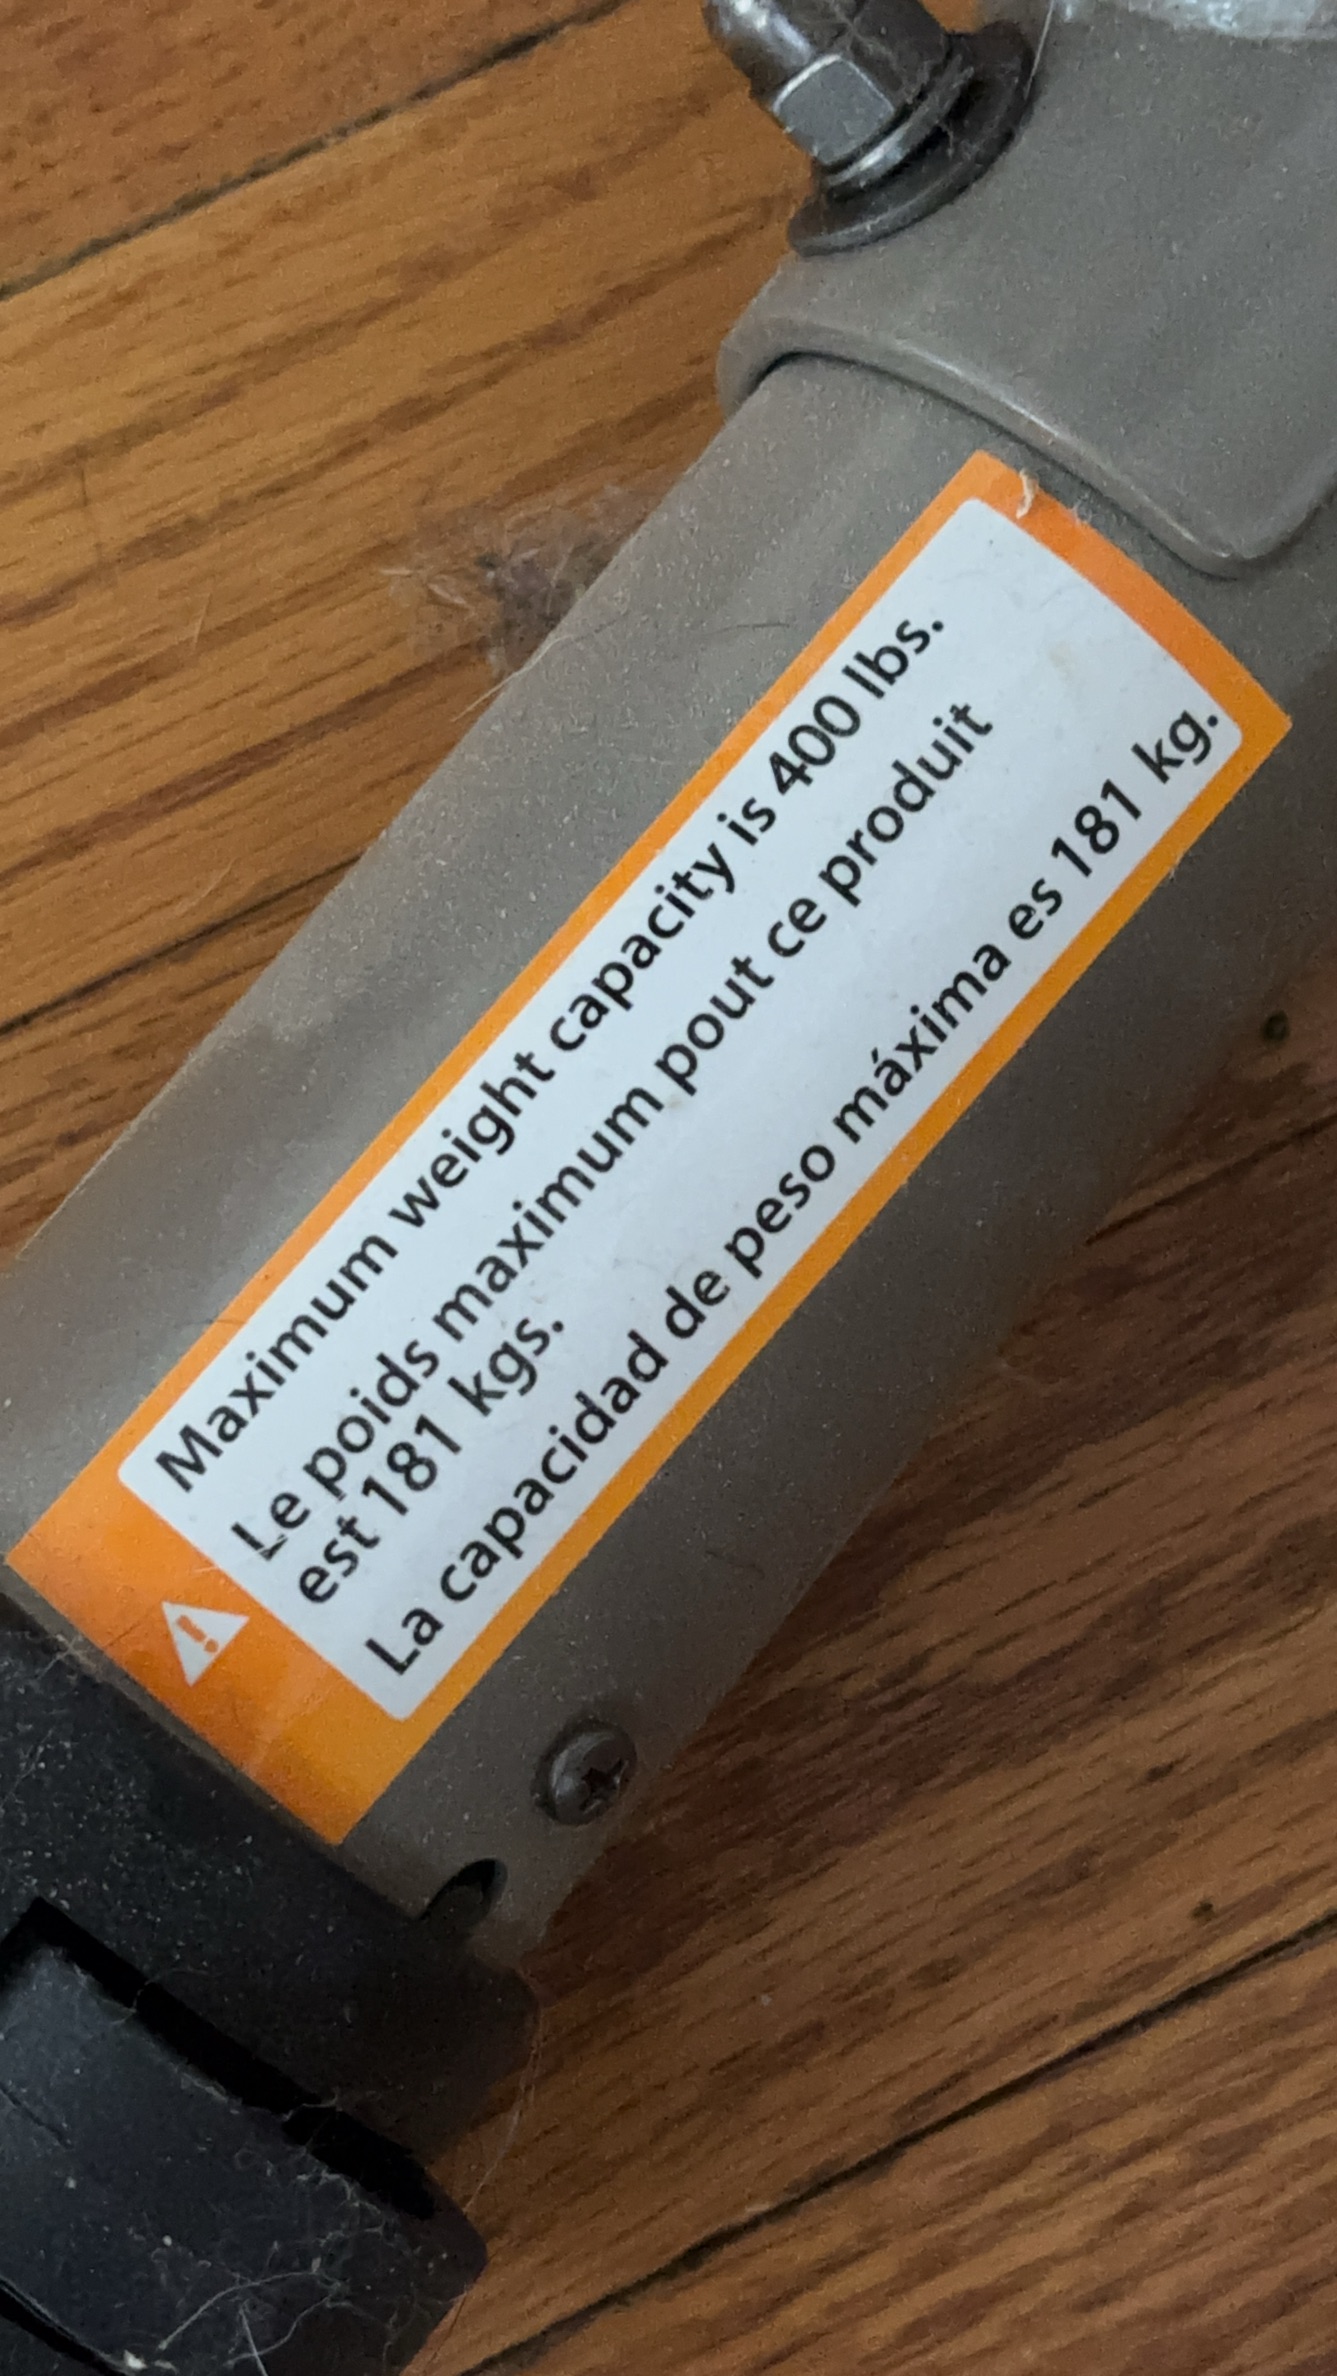 Maximum weight capacity is 400 lbs.
Le poids maximum pout ce produit
est 181 kgs.
La capacidad de peso máxima es 181 kg.